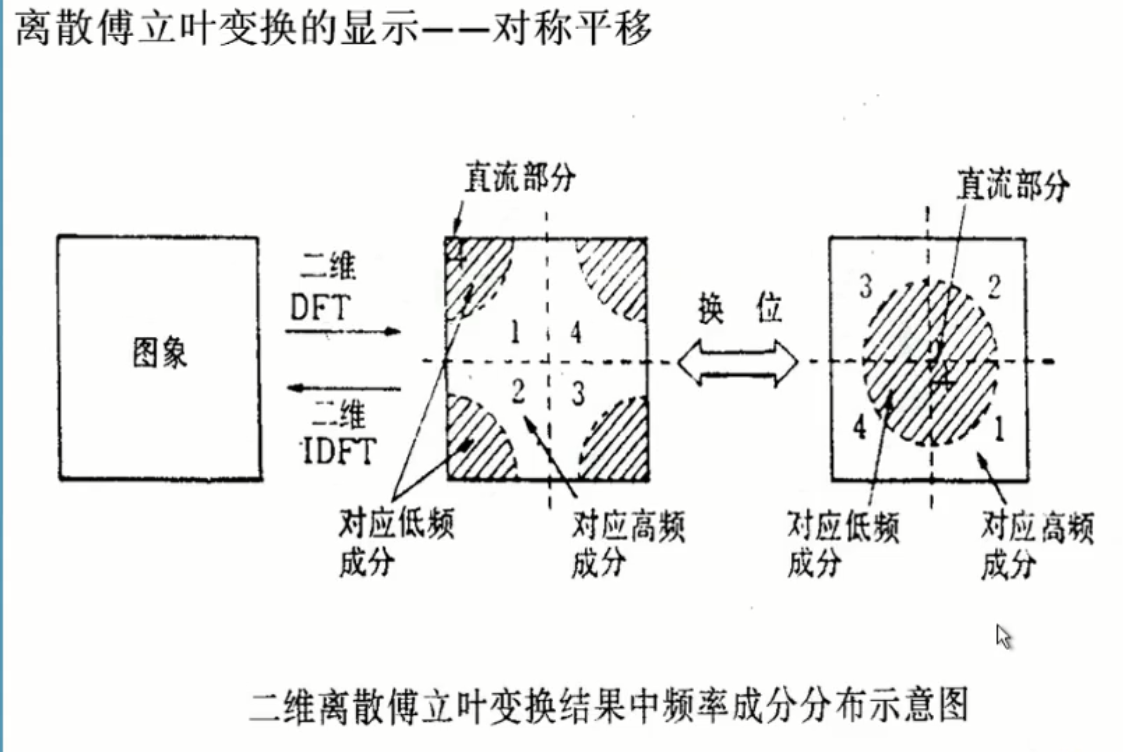 离散傅立叶变换的显示——对称平移
直流部分
直流部分
图象
二维
DFT
二维
IDFT
1
4
2
3
换 位
3
2
4
1
对应低频
成分
对应高频
成分
对应低频
成分
对应高频
成分
二维离散傅立叶变换结果中频率成分分布示意图